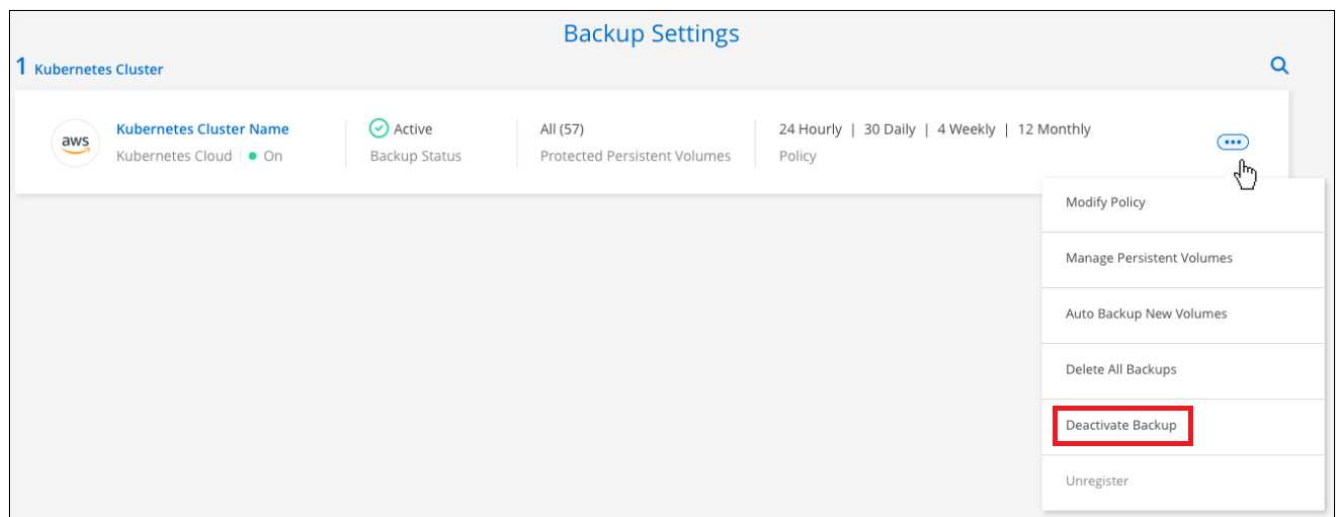 Backup Settings
1 Kubernetes Cluster
aws
Kubernetes Cluster Name
Active
All (57)
24 Hourly | 30 Daily | 4 Weekly | 12 Monthly
Kubernetes Cloud On
Backup Status
Protected Persistent Volumes
Policy
Modify Policy
Manage Persistent Volumes
Auto Backup New Volumes
Delete All Backups
Deactivate Backup
Unregister